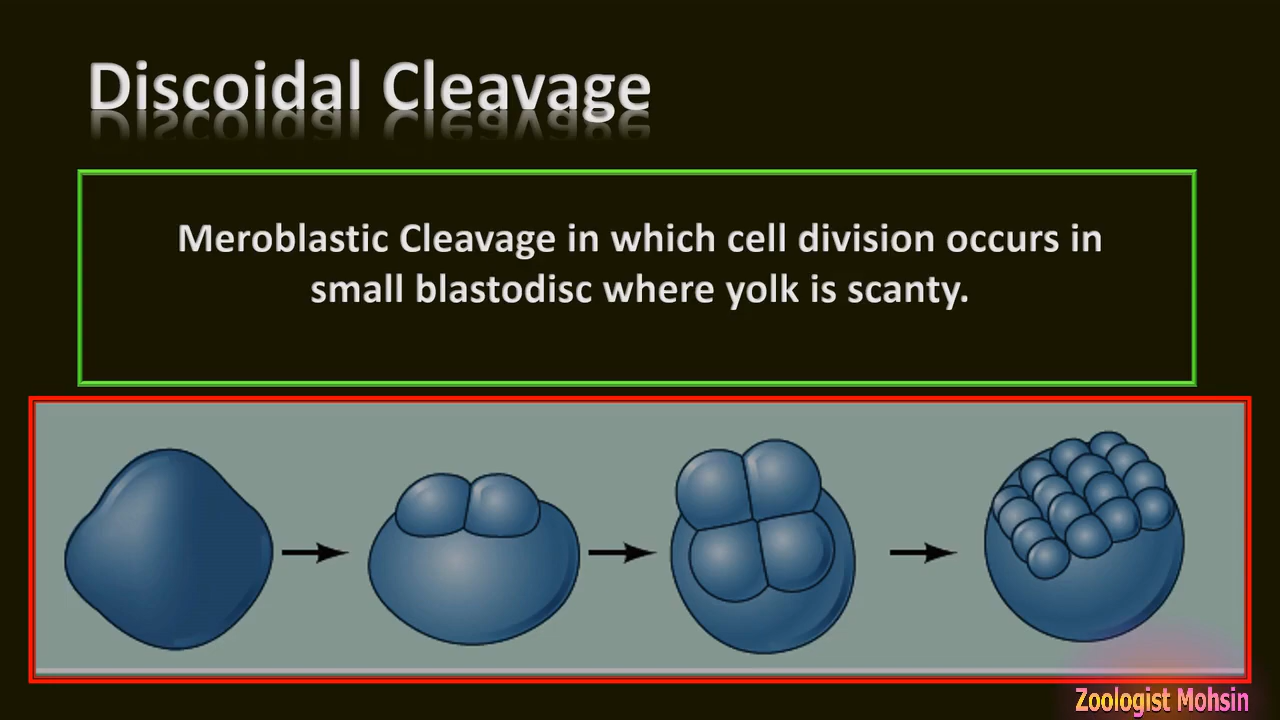 Discoidal Cleavage
Meroblastic Cleavage in which cell division occurs in
small blastodisc where yolk is scanty.
Zoologist Mohsin